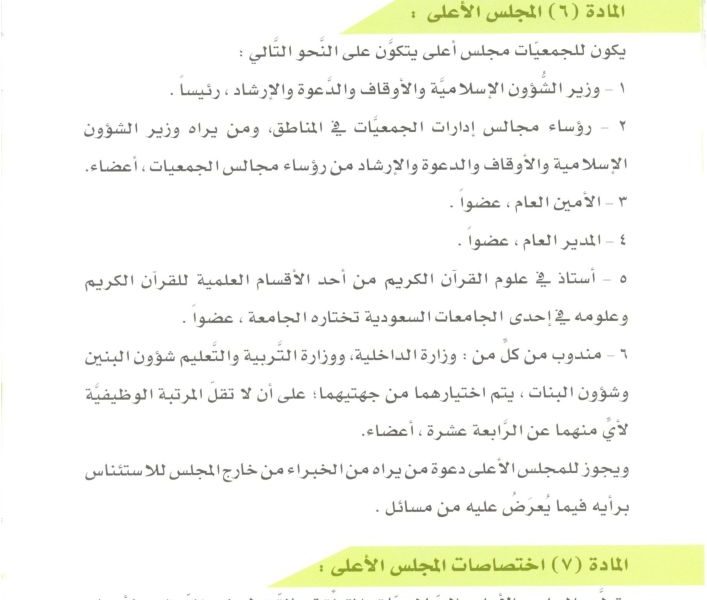 المادة (٦) المجلس الأعلى :
يكون للجمعيّات مجلس أعلى يتكوَّن على النَّحو التَّالي :
١ - وزير الشُّؤون الإسلاميَّة والأوقاف والدَّعوة والإرشاد ، رئيساً .
٢ - رؤساء مجالس إدارات الجمعيَّات في المناطق، ومن يراه وزير الشؤون
الإسلامية والأوقاف والدعوة والإرشاد من رؤساء مجالس الجمعيات ، أعضاء.
٣ - الأمين العام ، عضواً .
٤ - المدير العام ، عضواً .
٥ - أستاذ في علوم القرآن الكريم من أحد الأقسام العلمية للقرآن الكريم
وعلومه في إحدى الجامعات السعودية تختاره الجامعة ، عضواً .
٦ - مندوب من كلٍّ من : وزارة الداخلية، ووزارة التَّربية والتَّعليم شؤون البنين
وشؤون البنات ، يتم اختيارهما من جهتيهما؛ على أن لا تقلّ المرتبة الوظيفيَّة
لأيٍّ منهما عن الرَّابعة عشرة ، أعضاء.
ويجوز للمجلس الأعلى دعوة من يراه من الخبراء من خارج المجلس للاستئناس
برأيه فيما يُعرَضُ عليه من مسائل .
المادة (٧) اختصاصات المجلس الأعلى :